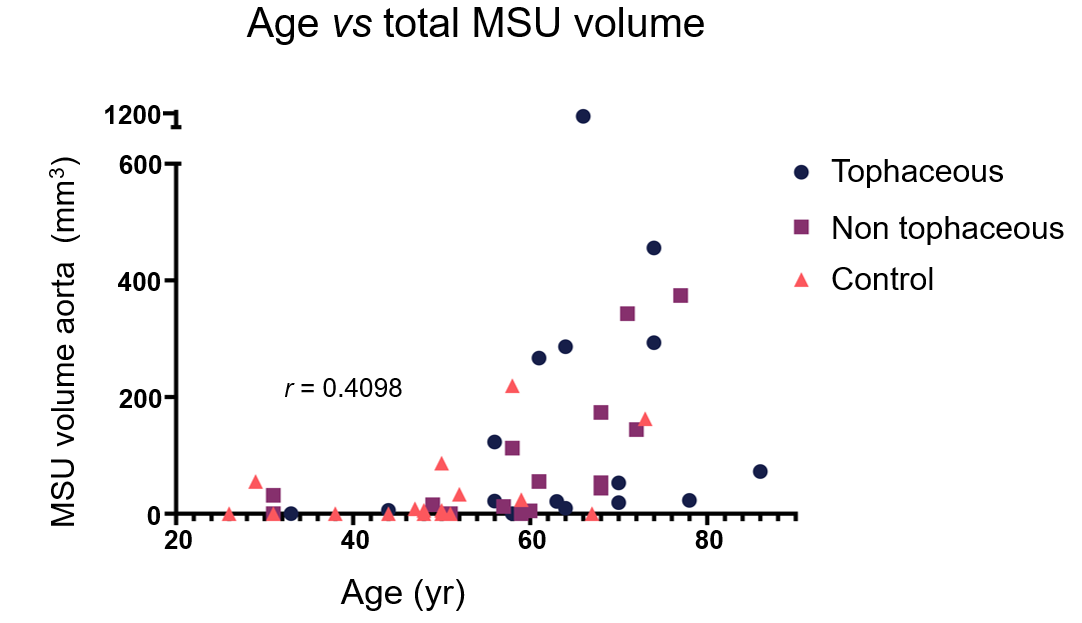 Age vs total MSU volume
1200
600
400
200
0
MSU volume aorta (mm³)
r = 0.4098
20 40 60 80
Age (yr)
Tophaceous
Non tophaceous
Control